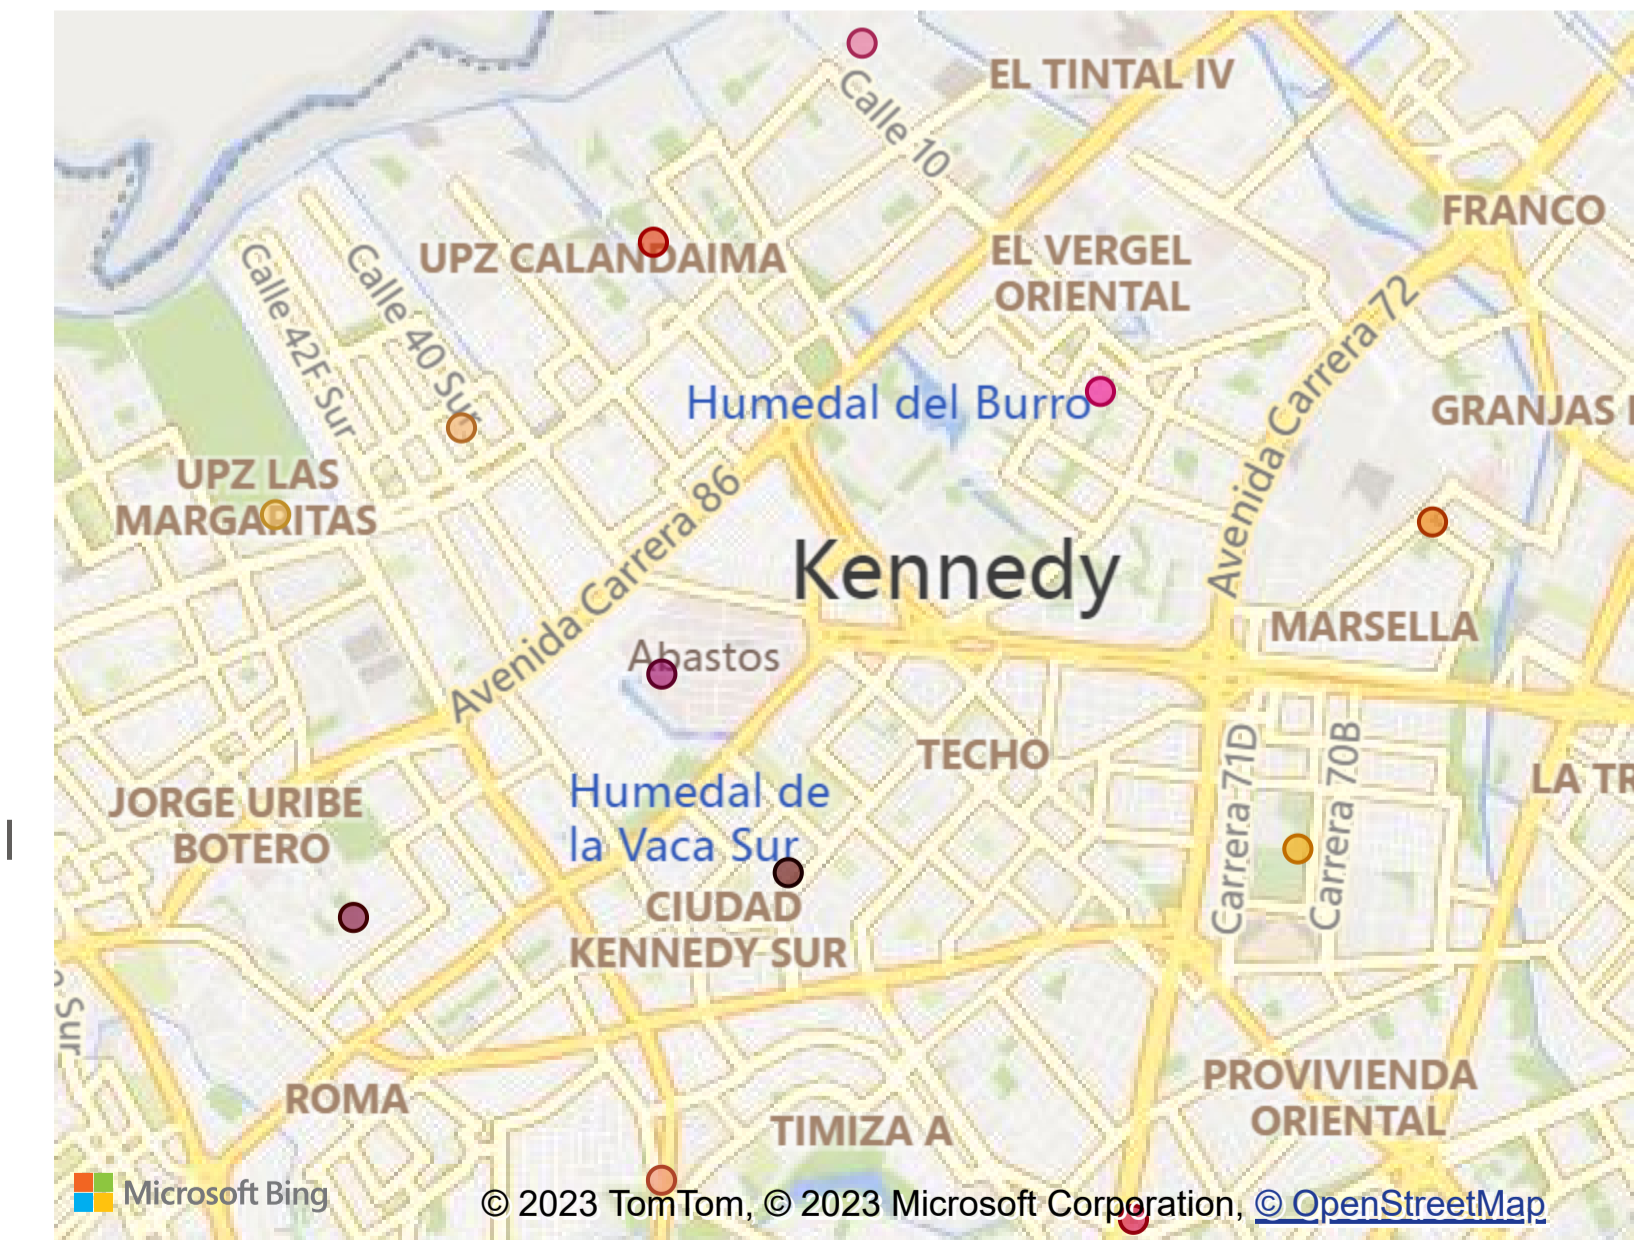 EL TINTAL IV
Calle 10
FRANCO
UPZ CALANDAIMA
EL VERGEL
ORIENTAL
Calle 42F Sur
Calle 40 Sur
Avenida Carrera 72
Humedal del Burro
GRANJAS
UPZ LAS
MARGARITAS
Avenida Carrera 86
Kennedy
MARSELLA
Abastos
TECHO
Carrera 71D
Carrera 70B
LA TR
Humedal de
la Vaca Sur
JORGE URIBE
BOTERO
CIUDAD
KENNEDY SUR
Sur
ROMA
PROVIVIENDA
ORIENTAL
TIMIZA A
Microsoft Bing
© 2023 TomTom, © 2023 Microsoft Corporation, © OpenStreetMap